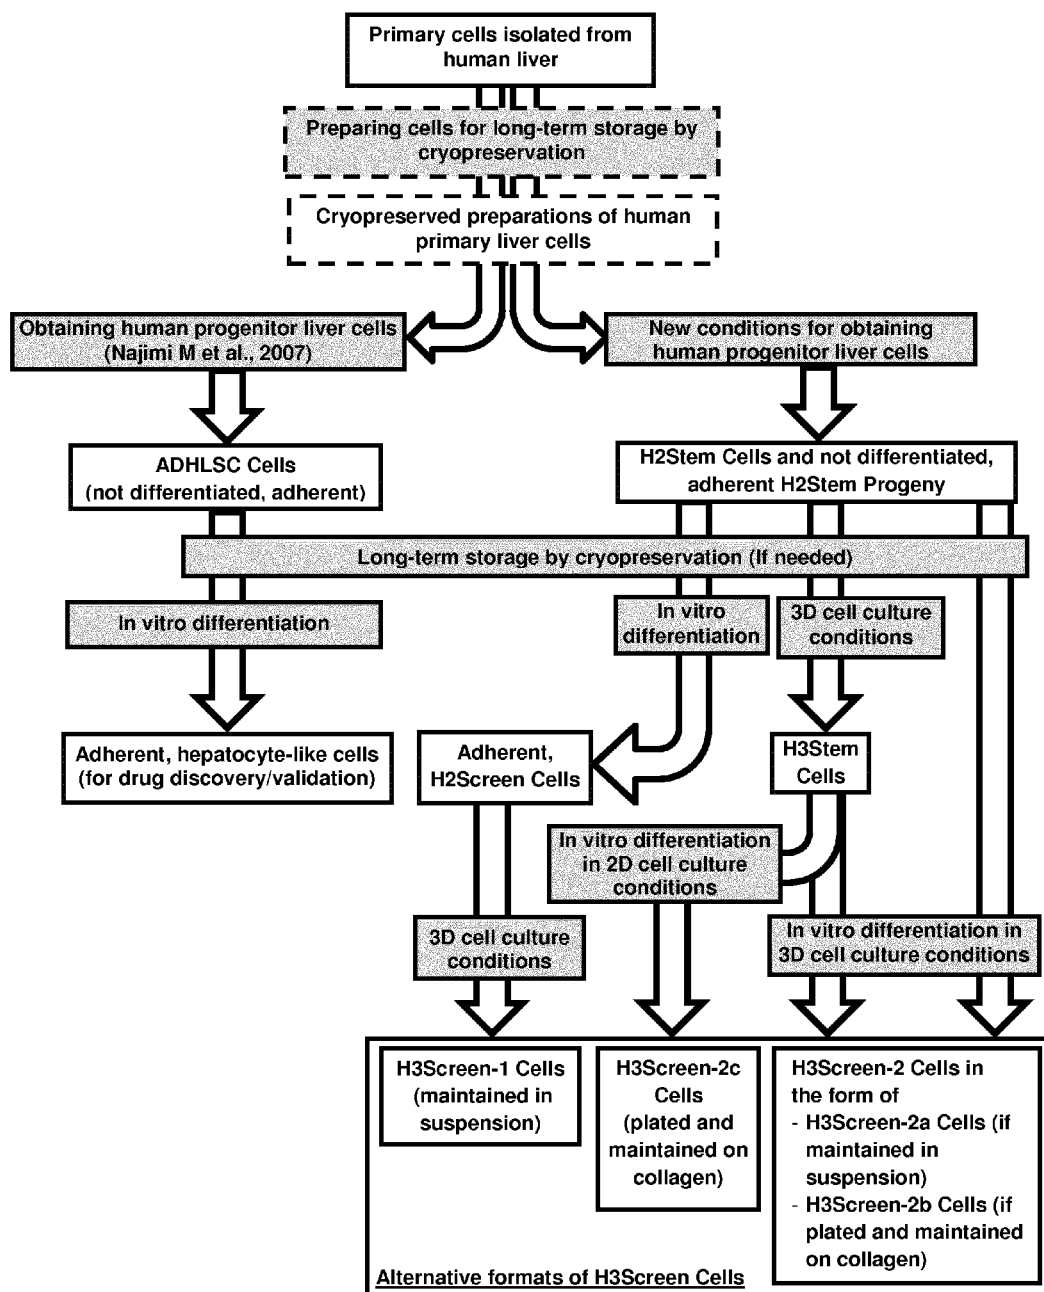 Primary cells isolated from
human liver
Preparing cells for long-term storage by
cryopreservation
Cryopreserved preparations of human
primary liver cells
Obtaining human progenitor liver cells
(Najimi M et al., 2007)
New conditions for obtaining
human progenitor liver cells
ADHLSC Cells
(not differentiated, adherent)
H2Stem Cells and not differentiated,
adherent H2Stem Progeny
Long-term storage by cryopreservation (If needed)
In vitro differentiation
In vitro
differentiation
3D cell culture
conditions
Adherent, hepatocyte-like cells
(for drug discovery/validation)
Adherent,
H2Screen Cells
H3Stem
Cells
In vitro differentiation
in 2D cell culture
conditions
3D cell culture
conditions
In vitro differentiation in
3D cell culture conditions
H3Screen-1 Cells
(maintained in
suspension)
H3Screen-2c
Cells
(plated and
maintained on
collagen)
H3Screen-2 Cells in
the form of
- H3Screen-2a Cells (if
maintained in
suspension)
- H3Screen-2b Cells (if
plated and maintained
on collagen)
Alternative formats of H3Screen Cells